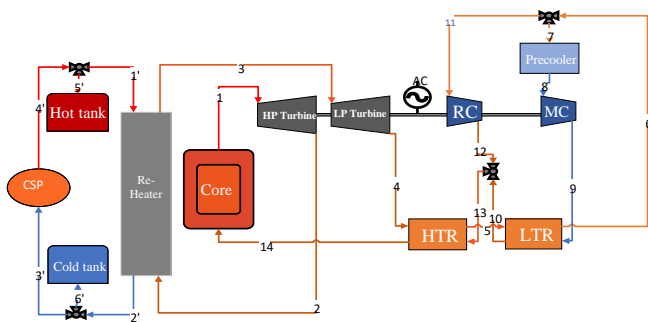 11
7
Precooler
1'
3
4'
5'
Hot tank
1
AC
8
HP Turbine
LP Turbine
RC
MC
6
12
Re-
Heater
Core
CSP
4
9
13
10
5
HTR
LTR
14
Cold tank
3'
6'
2'
2